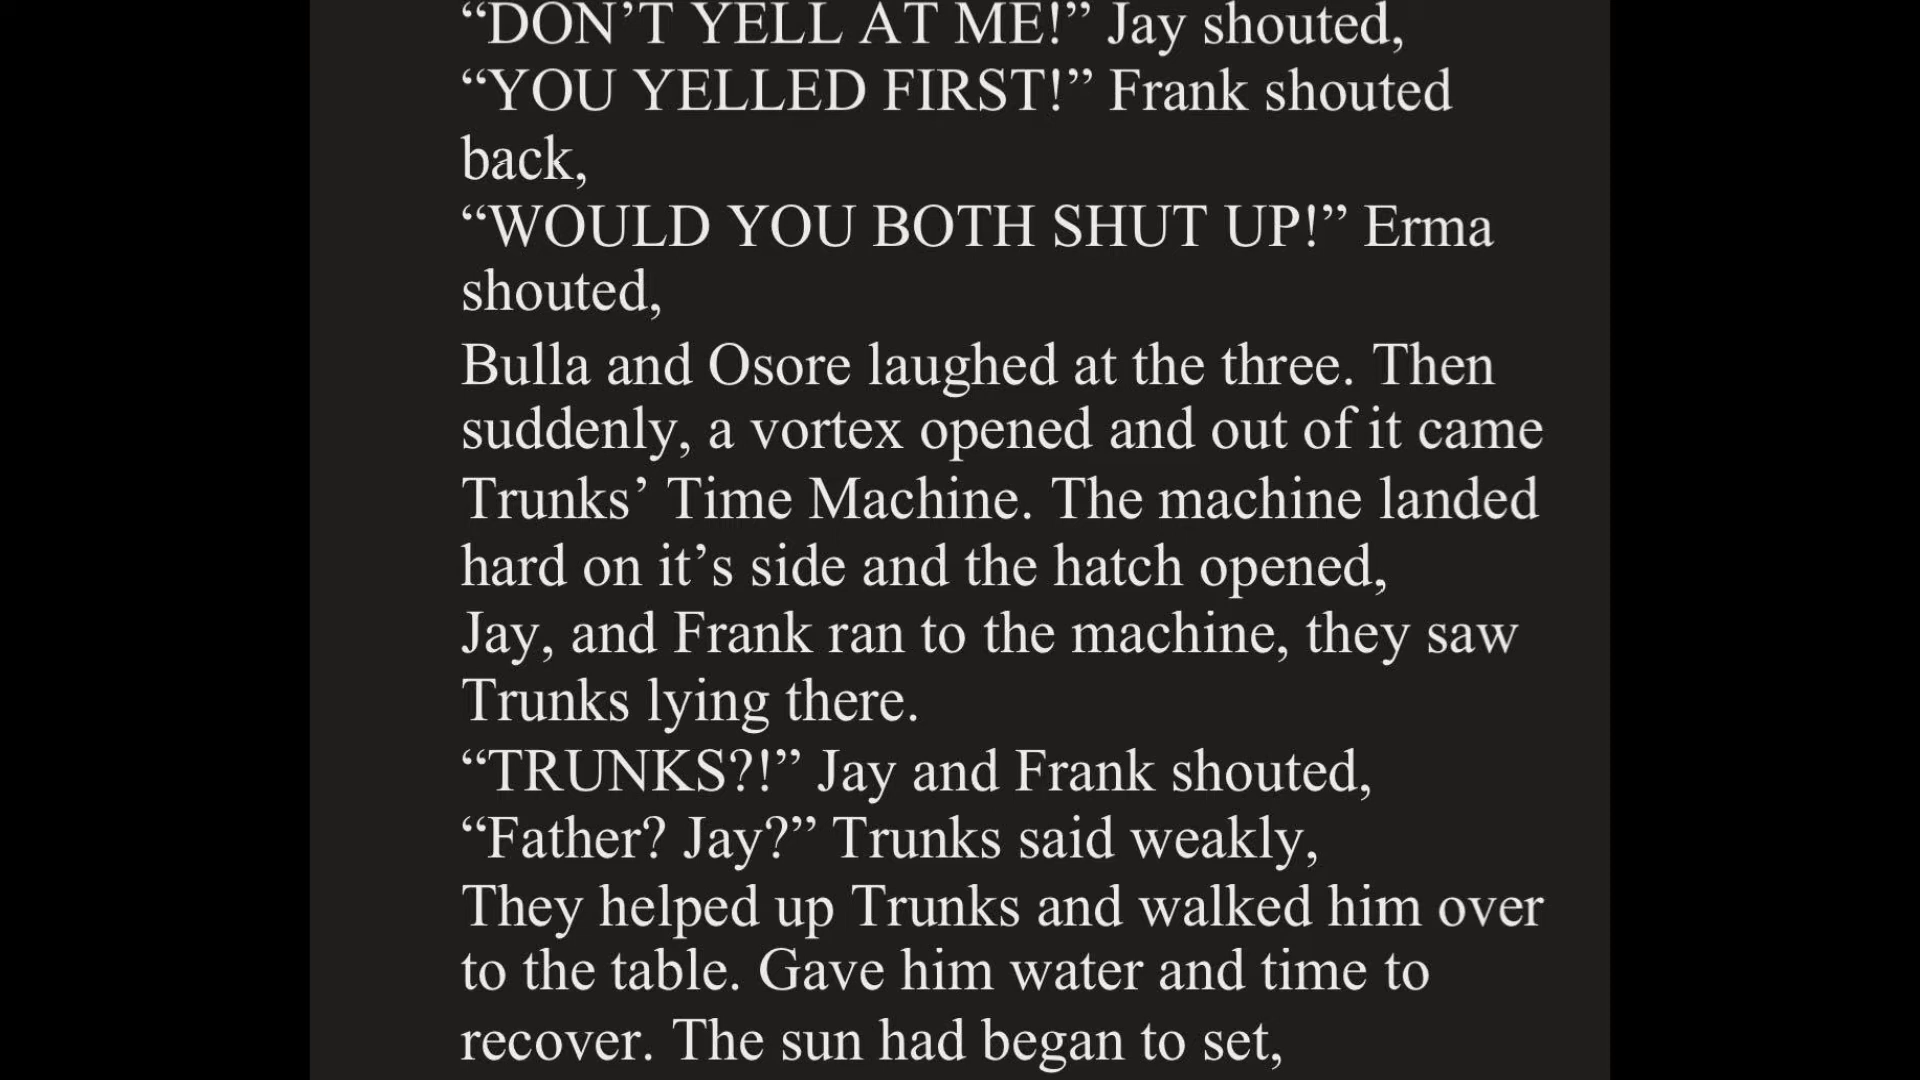 “DON’T YELL AT ME!” Jay shouted,
“YOU YELLED FIRST!” Frank shouted
back,
“WOULD YOU BOTH SHUT UP!” Erma
shouted,
Bulla and Osore laughed at the three. Then
suddenly, a vortex opened and out of it came
Trunks’ Time Machine. The machine landed
hard on it’s side and the hatch opened,
Jay, and Frank ran to the machine, they saw
Trunks lying there.
“TRUNKS?!” Jay and Frank shouted,
“Father? Jay?” Trunks said weakly,
They helped up Trunks and walked him over
to the table. Gave him water and time to
recover. The sun had began to set,